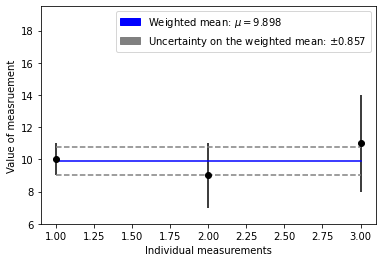 Weighted mean: μ = 9.898
Uncertainty on the weighted mean: ±0.857
18
16
14
12
10
8
6
Value of measruement
1.00 1.25 1.50 1.75 2.00 2.25 2.50 2.75 3.00
Individual measurements